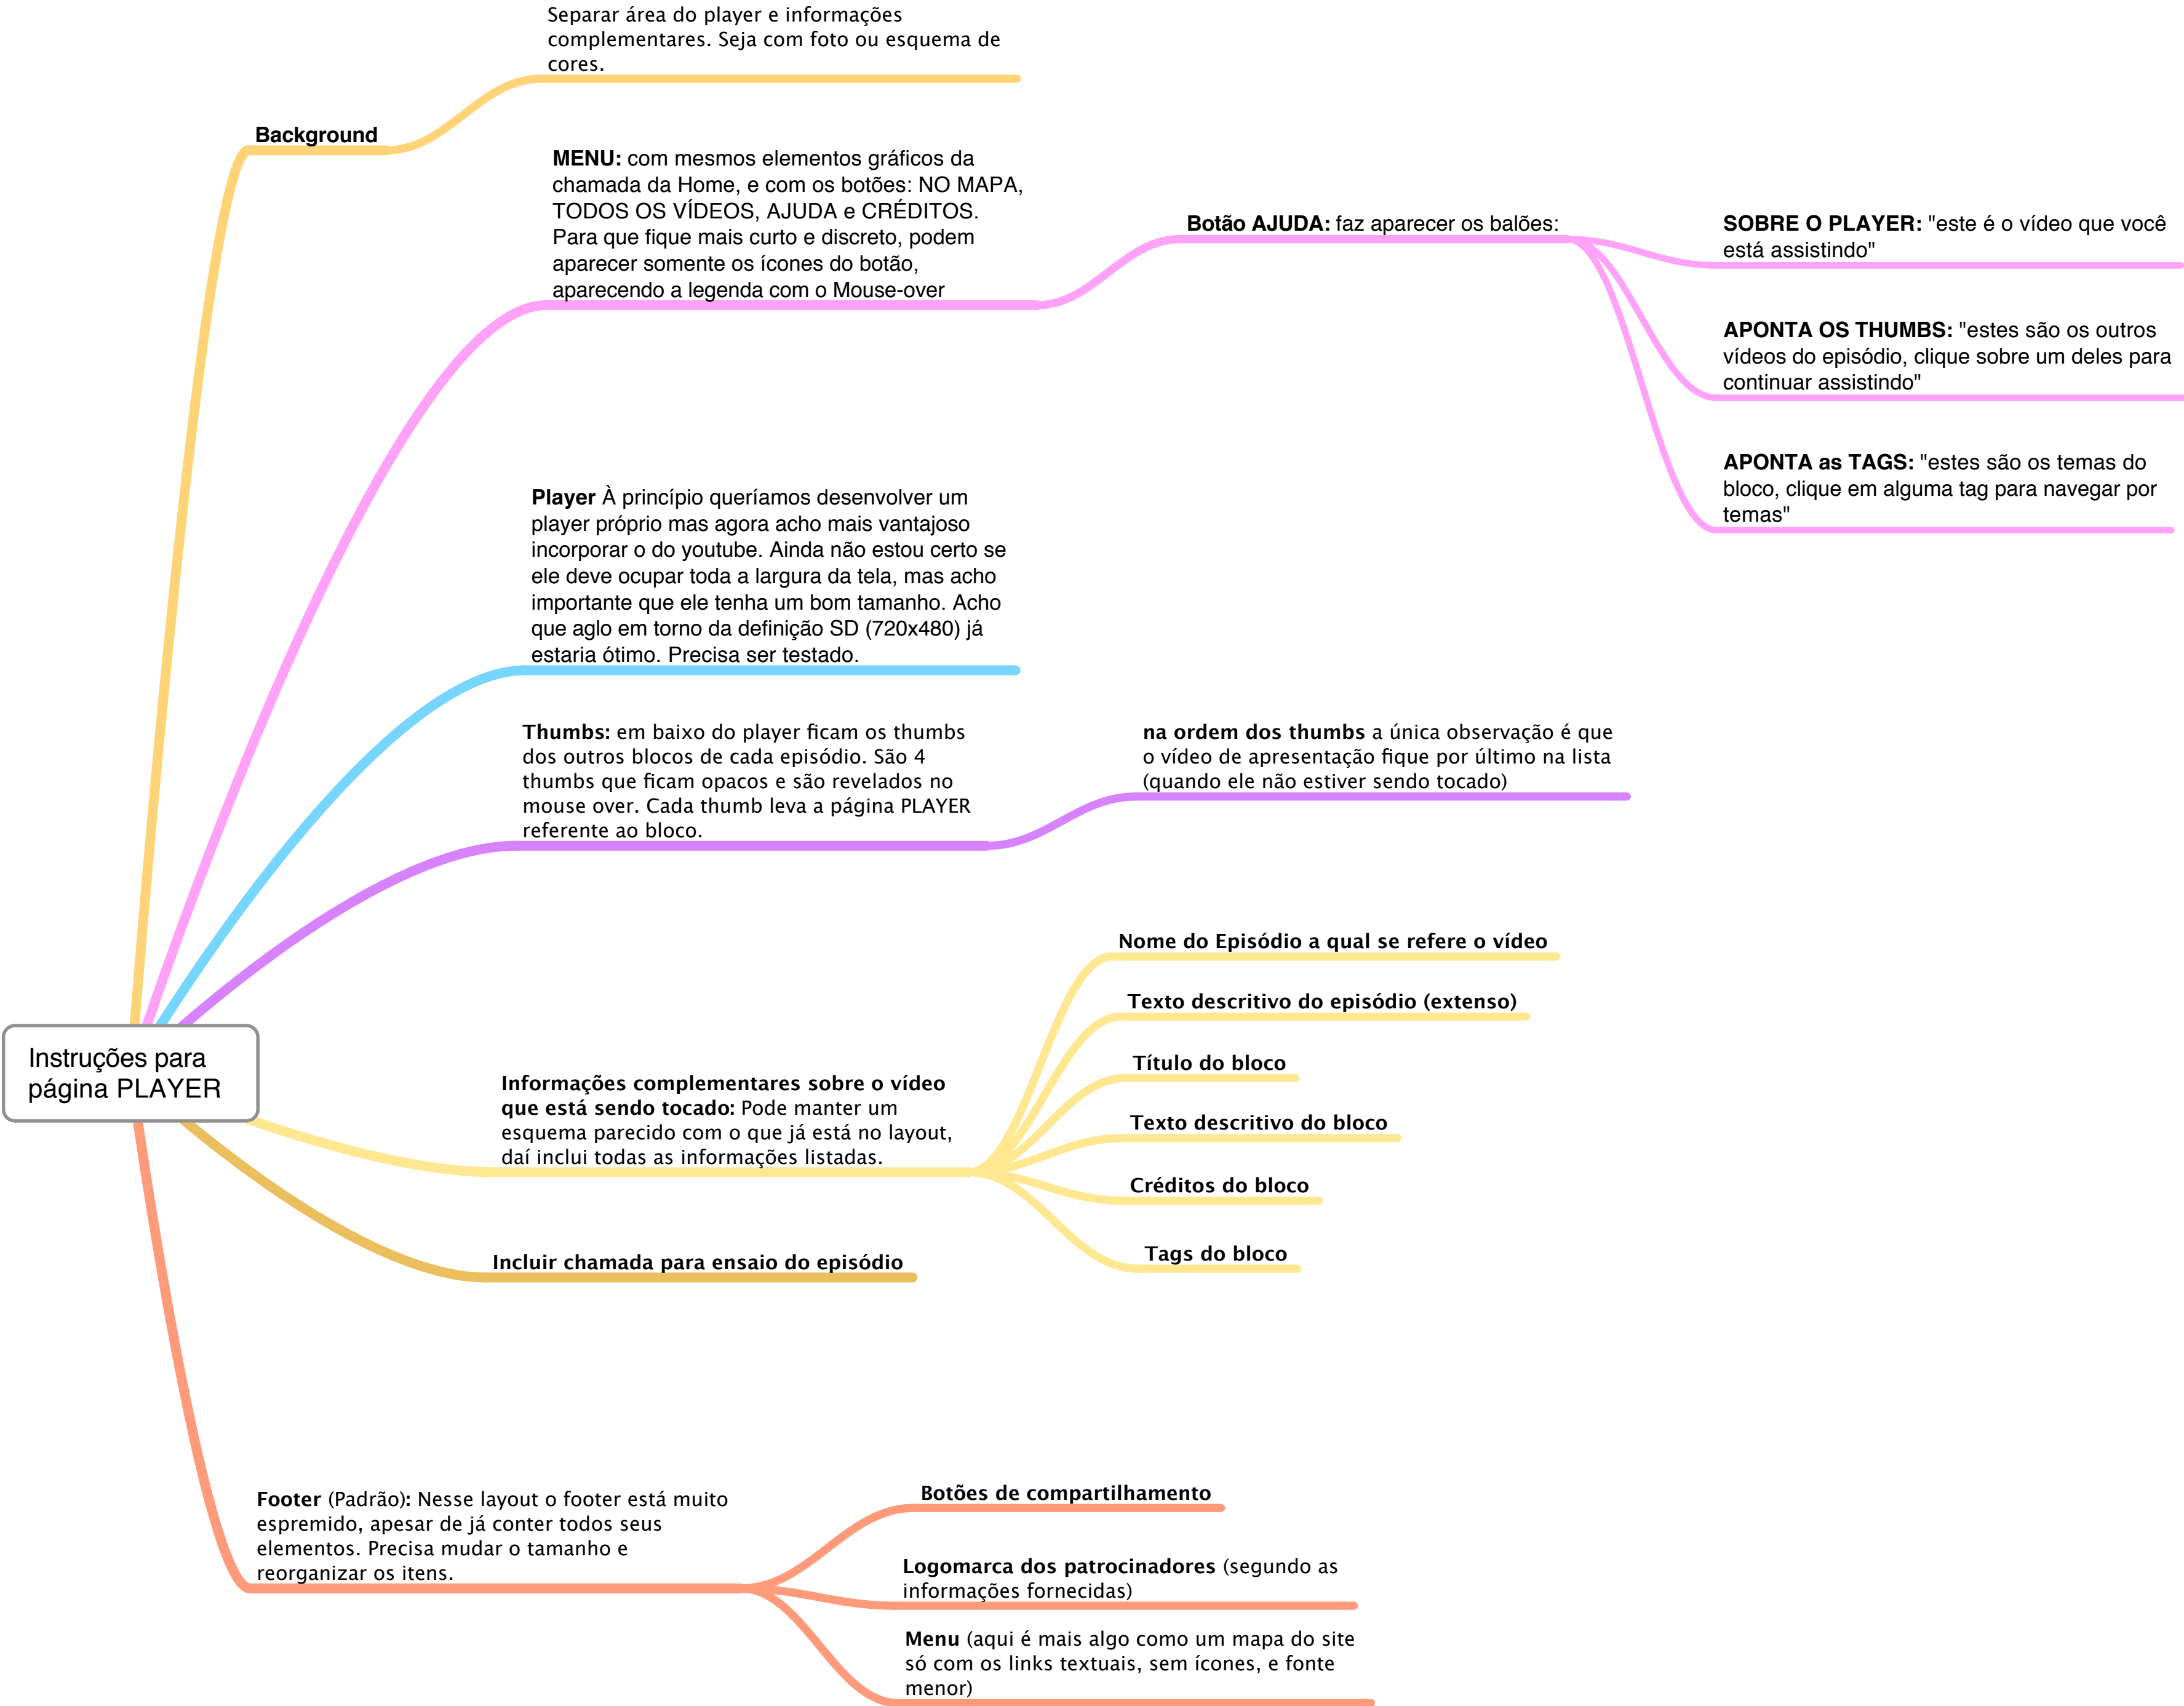 Separar área do player e informações
complementares. Seja com foto ou esquema de
cores.
Background
MENU: com mesmos elementos gráficos da
chamada da Home, e com os botões: NO MAPA,
TODOS OS VÍDEOS, AJUDA e CRÉDITOS.
Para que fique mais curto e discreto, podem
aparecer somente os ícones do botão,
aparecendo a legenda com o Mouse-over
Botão AJUDA: faz aparecer os balões:
SOBRE O PLAYER: "este é o vídeo que você
está assistindo"
APONTA OS THUMBS: "estes são os outros
vídeos do episódio, clique sobre um deles para
continuar assistindo"
APONTA as TAGS: "estes são os temas do
bloco, clique em alguma tag para navegar por
temas"
Player À princípio queríamos desenvolver um
player próprio mas agora acho mais vantajoso
incorporar o do youtube. Ainda não estou certo se
ele deve ocupar toda a largura da tela, mas acho
importante que ele tenha um bom tamanho. Acho
que aglo em torno da definição SD (720x480) já
estaria ótimo. Precisa ser testado.
Thumbs: em baixo do player ficam os thumbs
dos outros blocos de cada episódio. São 4
thumbs que ficam opacos e são revelados no
mouse over. Cada thumb leva a página PLAYER
referente ao bloco.
na ordem dos thumbs a única observação é que
o vídeo de apresentação fique por último na lista
(quando ele não estiver sendo tocado)
Instruções para
página PLAYER
Informações complementares sobre o vídeo
que está sendo tocado: Pode manter um
esquema parecido com o que já está no layout,
daí inclui todas as informações listadas.
Nome do Episódio a qual se refere o vídeo
Texto descritivo do episódio (extenso)
Título do bloco
Texto descritivo do bloco
Créditos do bloco
Tags do bloco
Incluir chamada para ensaio do episódio
Footer (Padrão): Nesse layout o footer está muito
espremido, apesar de já conter todos seus
elementos. Precisa mudar o tamanho e
reorganizar os itens.
Botões de compartilhamento
Logomarca dos patrocinadores (segundo as
informações fornecidas)
Menu (aqui é mais algo como um mapa do site
só com os links textuais, sem ícones, e fonte
menor)